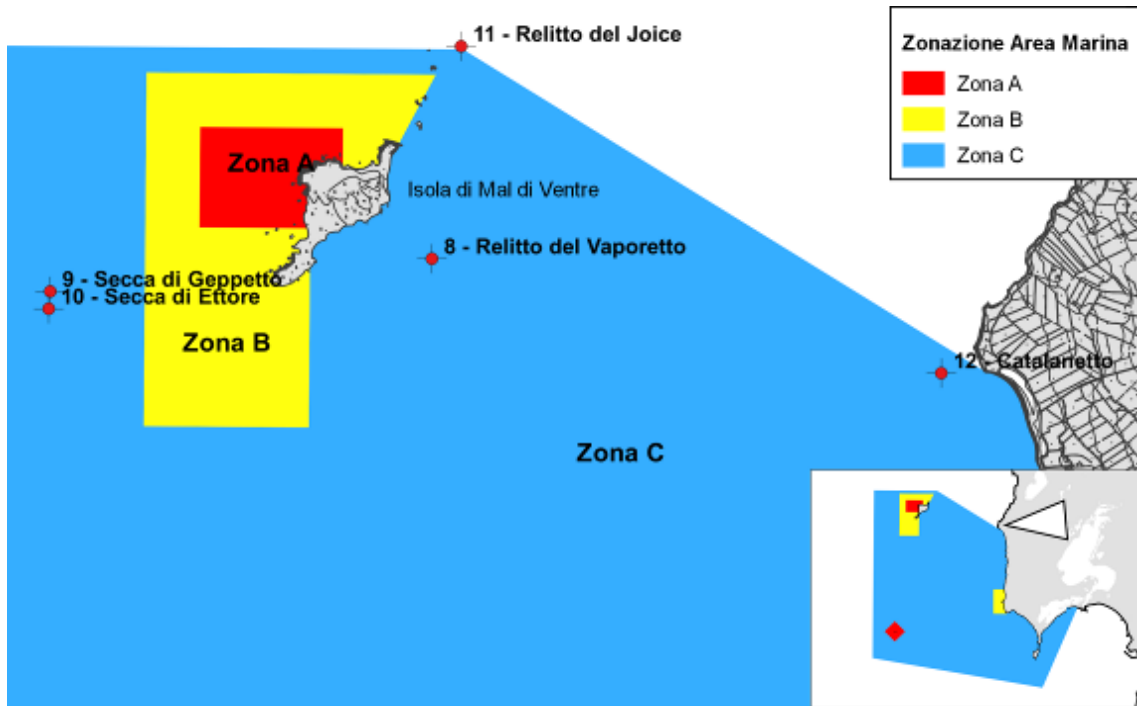 11 - Relitto del Joice
Zonazione Area Marina
Zona A
Zona B
Zona C
Zona A
Isola di Mal di Ventre
8 - Relitto del Vaporetto
9 - Secca di Geppetto
10 - Secca di Ettore
Zona B
12 - Catalanetto
Zona C